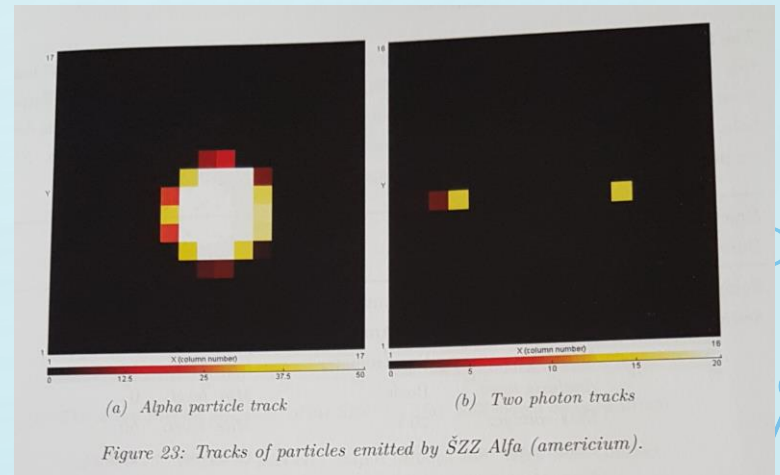 17
Y
1
1 X (column number) 17
0 12.5 25 37.5 50
(a) Alpha particle track
16
Y
1
1 X (column number) 16
0 5 10 15 20
(b) Two photon tracks
Figure 23: Tracks of particles emitted by ŠZZ Alfa (americium).